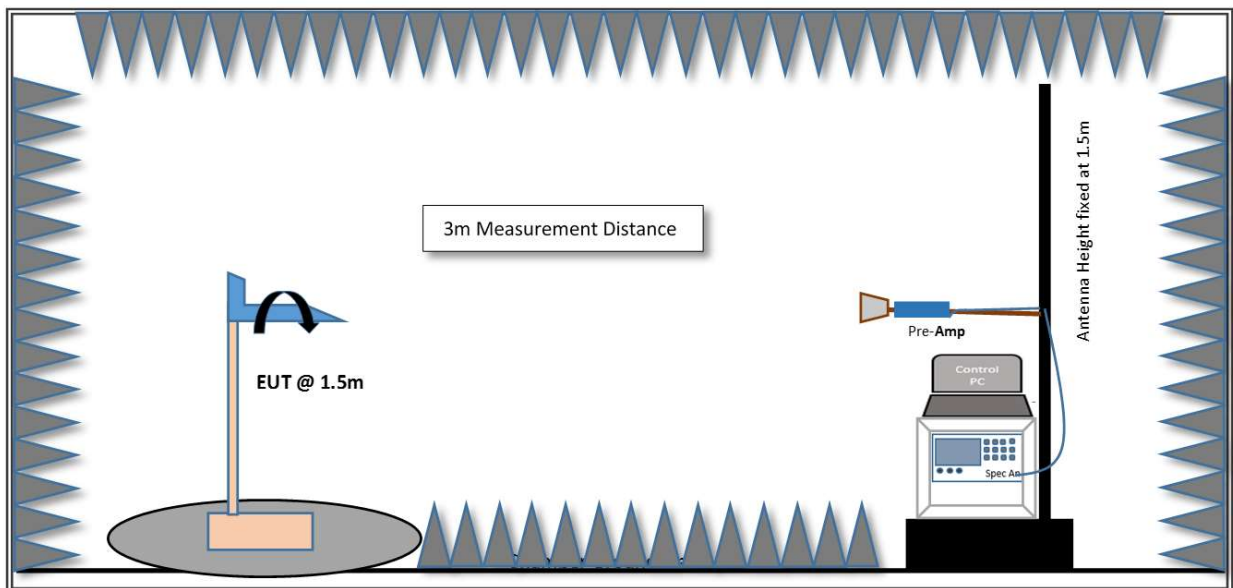 3m Measurement Distance
Antenna Height fixed at 1.5m
Pre-Amp
EUT @ 1.5m
Control
PC
Spec An